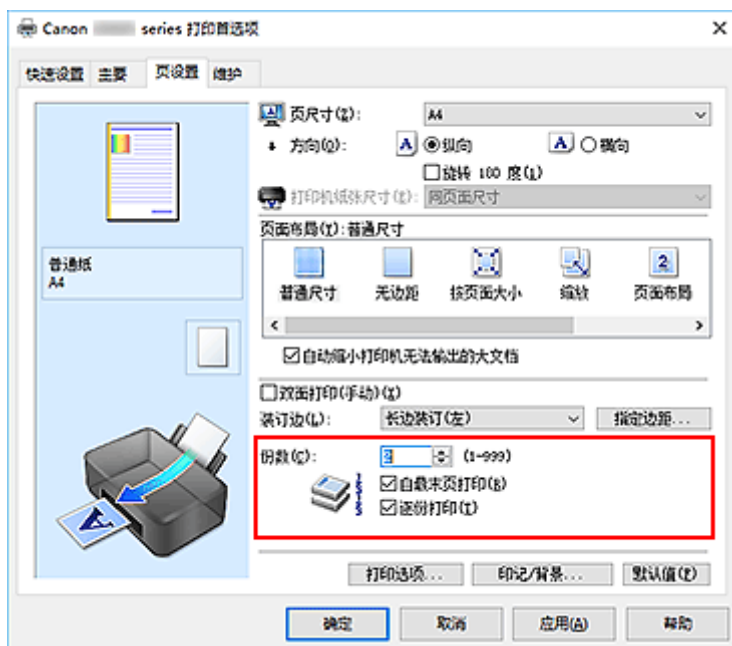 Canon series 打印首选项
快速设置 主要 页设置 维护
页尺寸(Z): A4
方向(O): A 纵向 A 横向
旋转 180 度(L)
打印机纸张尺寸(E): 同页面尺寸
页面布局(Y):普通尺寸
普通尺寸 无边距 按页面大小 缩放 页面布局
普通纸
A4
自动缩小打印机无法输出的大文档
双面打印(手动)(X)
装订边(L): 长边装订(左) 指定边距...
份数(C): 2 (1-999)
自最末页打印(R)
逐份打印(T)
打印选项... 印记/背景... 默认值(F)
确定 取消 应用(A) 帮助